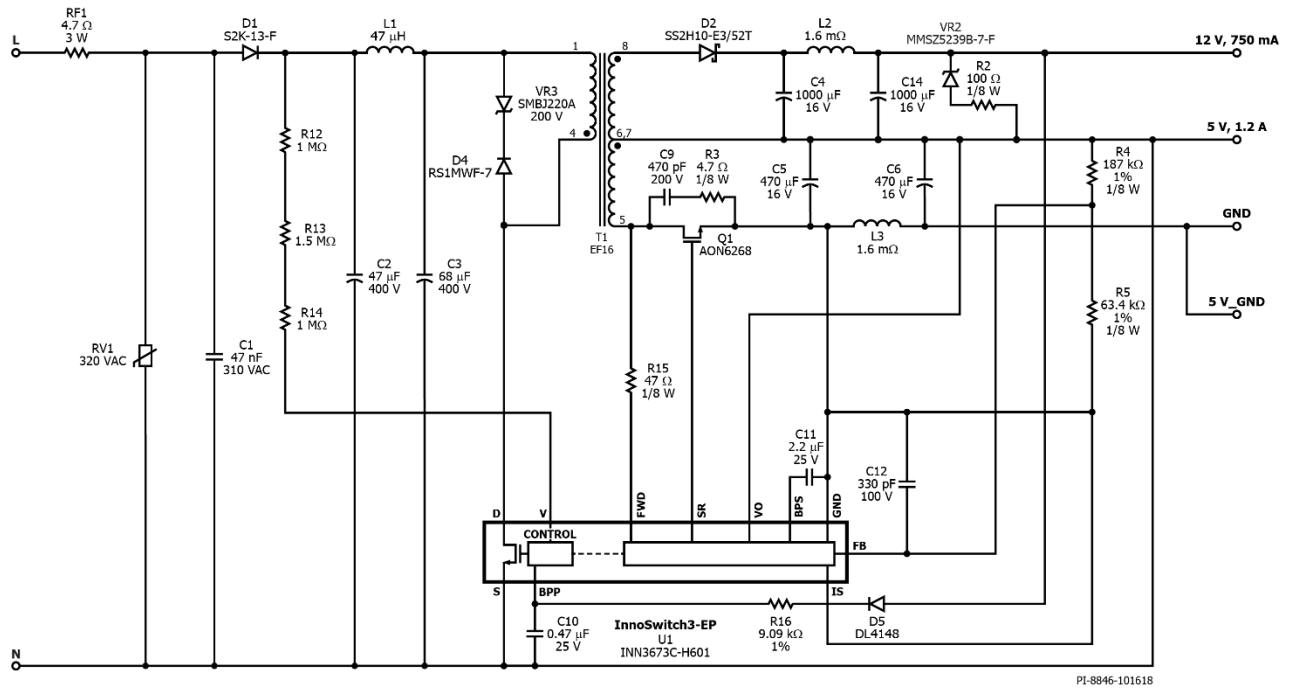 RF1
4.7 Ω
3 W
L
D1
S2K-13-F
L1
47 μH
1
8
D2
SS2H10-E3/52T
L2
1.6 mΩ
VR2
MMSZ5239B-7-F
12 V, 750 mA
R2
100 Ω
1/8 W
VR3
SMBJ220A
200 V
C4
1000 μF
16 V
C14
1000 μF
16 V
4
6,7
5 V, 1.2 A
R12
1 MΩ
D4
RS1MWF-7
C9
470 pF
200 V
R3
4.7 Ω
1/8 W
C5
470 μF
16 V
C6
470 μF
16 V
R4
187 kΩ
1%
1/8 W
5
GND
R13
1.5 MΩ
T1
EF16
Q1
AON6268
L3
1.6 mΩ
C2
47 μF
400 V
C3
68 μF
400 V
R5
63.4 kΩ
1%
1/8 W
5 V_GND
R14
1 MΩ
RV1
320 VAC
C1
47 nF
310 VAC
R15
47 Ω
1/8 W
C11
2.2 μF
25 V
C12
330 pF
100 V
D
V
FWD
SR
VO
BPS
GND
CONTROL
FB
S
BPP
IS
C10
0.47 μF
25 V
InnoSwitch3-EP
U1
INN3673C-H601
R16
9.09 kΩ
1%
D5
DL4148
N
PI-8846-101618